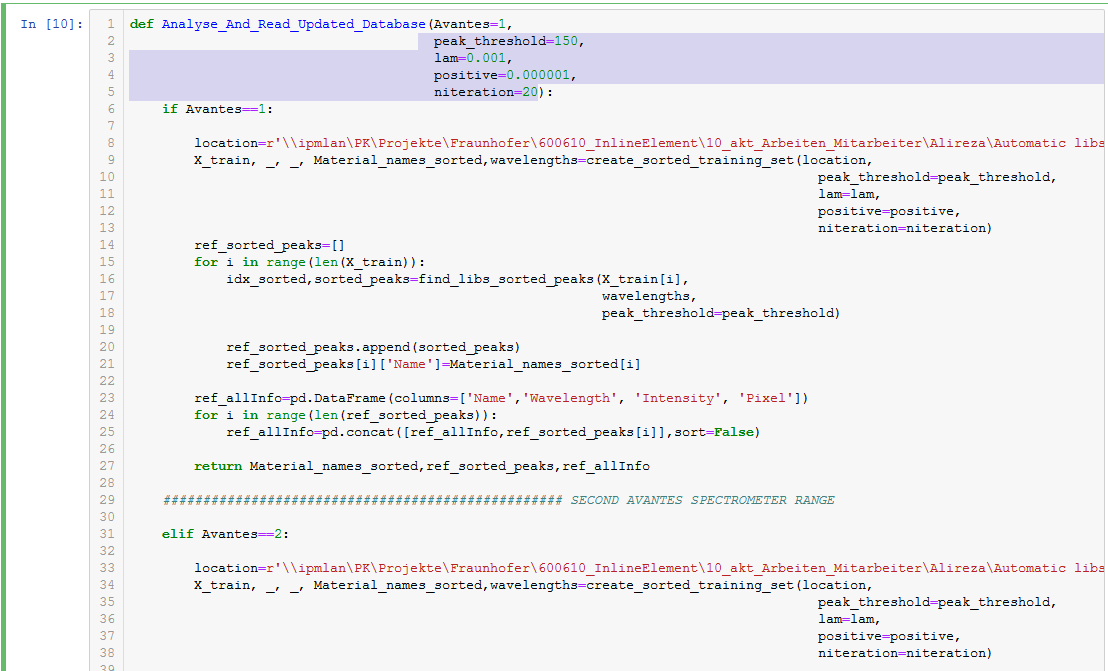 In [10]:
1 def Analyse_And_Read_Updated_Database(Avantes=1,
2 peak_threshold=150,
3 lam=0.001,
4 positive=0.000001,
5 niteration=20):
6 if Avantes==1:
7
8 location=r'\\ipmlan\PK\Projekte\Fraunhofer\600610_InlineElement\10_akt_Arbeiten_Mitarbeiter\Alireza\Automatic libs
9 X_train, _, _, Material_names_sorted,wavelengths=create_sorted_training_set(location,
10 peak_threshold=peak_threshold,
11 lam=lam,
12 positive=positive,
13 niteration=niteration)
14 ref_sorted_peaks=[]
15 for i in range(len(X_train)):
16 idx_sorted,sorted_peaks=find_libs_sorted_peaks(X_train[i],
17 wavelengths,
18 peak_threshold=peak_threshold)
19
20 ref_sorted_peaks.append(sorted_peaks)
21 ref_sorted_peaks[i]['Name']=Material_names_sorted[i]
22
23 ref_allInfo=pd.DataFrame(columns=['Name','Wavelength', 'Intensity', 'Pixel'])
24 for i in range(len(ref_sorted_peaks)):
25 ref_allInfo=pd.concat([ref_allInfo,ref_sorted_peaks[i]],sort=False)
26
27 return Material_names_sorted,ref_sorted_peaks,ref_allInfo
28
29 ################################################## SECOND AVANTES SPECTROMETER RANGE
30
31 elif Avantes==2:
32
33 location=r'\\ipmlan\PK\Projekte\Fraunhofer\600610_InlineElement\10_akt_Arbeiten_Mitarbeiter\Alireza\Automatic libs
34 X_train, _, _, Material_names_sorted,wavelengths=create_sorted_training_set(location,
35 peak_threshold=peak_threshold,
36 lam=lam,
37 positive=positive,
38 niteration=niteration)
39